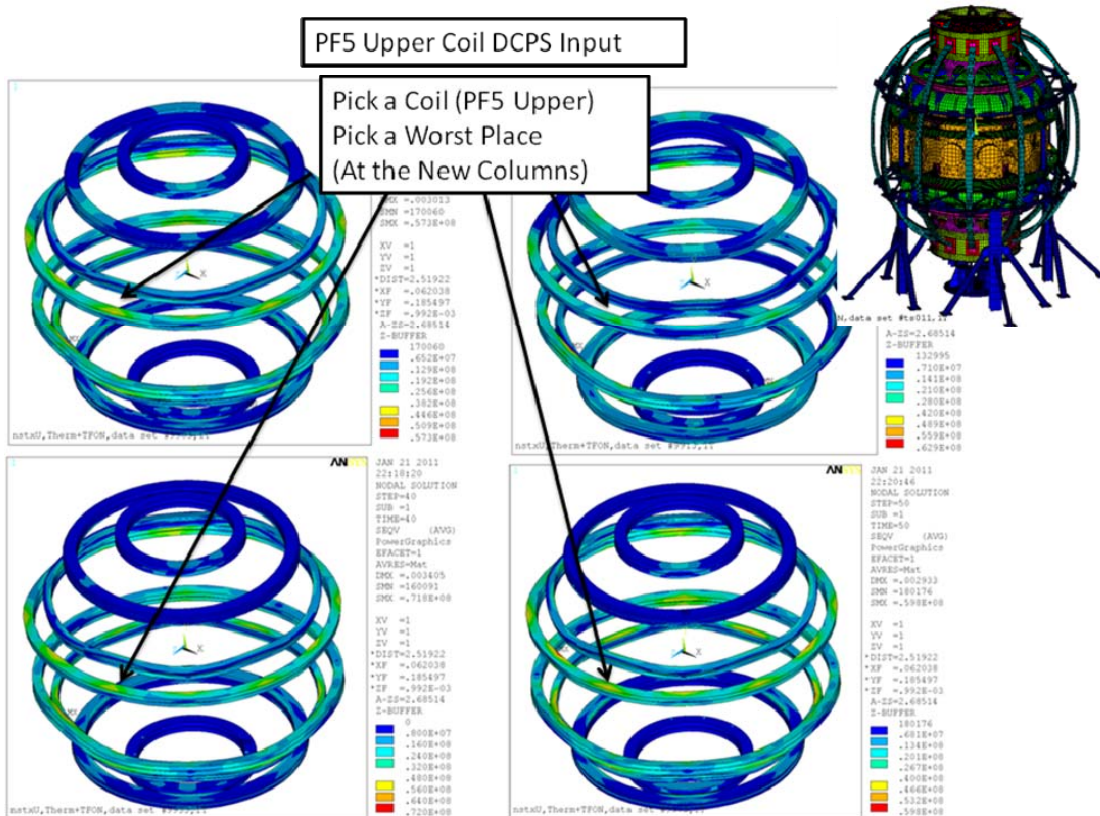 PF5 Upper Coil DCPS Input
Pick a Coil (PF5 Upper)
Pick a Worst Place
(At the New Columns)
1
DMX =.003023
SMN =170060
SMX =.573E+08
XV =1
YV =1
ZV =1
*DIST=2.51922
*XF =.062038
*YF =.185497
*ZF =.992E-03
A-ZS=2.68514
Z-BUFFER
170060
.652E+07
.129E+08
.192E+08
.256E+08
.382E+08
.446E+08
.509E+08
.573E+08
X
nstxU,Therm+TFON,data set
1
X
nstxU,Therm+TFON,data set
N,data set #ts011,1
A-ZS=2.68514
Z-BUFFER
132995
.710E+07
.141E+08
.210E+08
.280E+08
.420E+08
.489E+08
.559E+08
.629E+08
1
AN
JAN 21 2011
22:18:20
NODAL SOLUTION
STEP=40
SUB =1
TIME=40
SEQV (AVG)
PowerGraphics
EFACET=1
AVRES=Mat
DMX =.003405
SMN =160091
SMX =.718E+08
XV =1
YV =1
ZV =1
*DIST=2.51922
*XF =.062038
*YF =.185497
*ZF =.992E-03
A-ZS=2.68514
Z-BUFFER
0
.800E+07
.160E+08
.240E+08
.320E+08
.480E+08
.560E+08
.640E+08
.720E+08
X
nstxU,Therm+TFON,data set
1
AN
JAN 21 2011
22:20:46
NODAL SOLUTION
STEP=50
SUB =1
TIME=50
SEQV (AVG)
PowerGraphics
EFACET=1
AVRES=Mat
DMX =.002933
SMN =180176
SMX =.598E+08
XV =1
YV =1
ZV =1
*DIST=2.51922
*XF =.062038
*YF =.185497
*ZF =.992E-03
A-ZS=2.68514
Z-BUFFER
180176
.681E+07
.134E+08
.201E+08
.267E+08
.400E+08
.466E+08
.532E+08
.598E+08
X
nstxU,Therm+TFON,data set